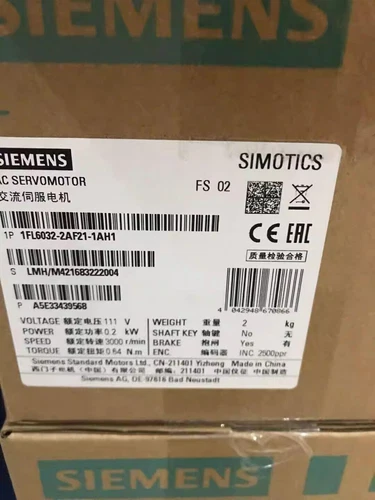 SIEMENS
SIEMENS
SIMOTICS
AC SERVOMOTOR
交流伺服电机
FS 02
1P 1FL6032-2AF21-1AH1
CE EAC
质量检验合格
S LMH/M421683222004
P A5E33439568
4 042948 670066
VOLTAGE 额定电压 111 V
POWER 额定功率 0.2 kW
SPEED 额定转速 3000 r/min
TORQUE 额定扭矩 0.64 N.m
WEIGHT 重量 2 kg
SHAFT KEY 轴键 No
BRAKE 抱闸 Yes
ENC. 编码器 INC 2500ppr
Siemens Standard Motors Ltd., CN-211401 Yizheng Made in China
西门子电机（中国）有限公司 邮编：211401 中国仪征 中国制造
Siemens AG, DE 97616 Bad Neustadt
SIEMENS